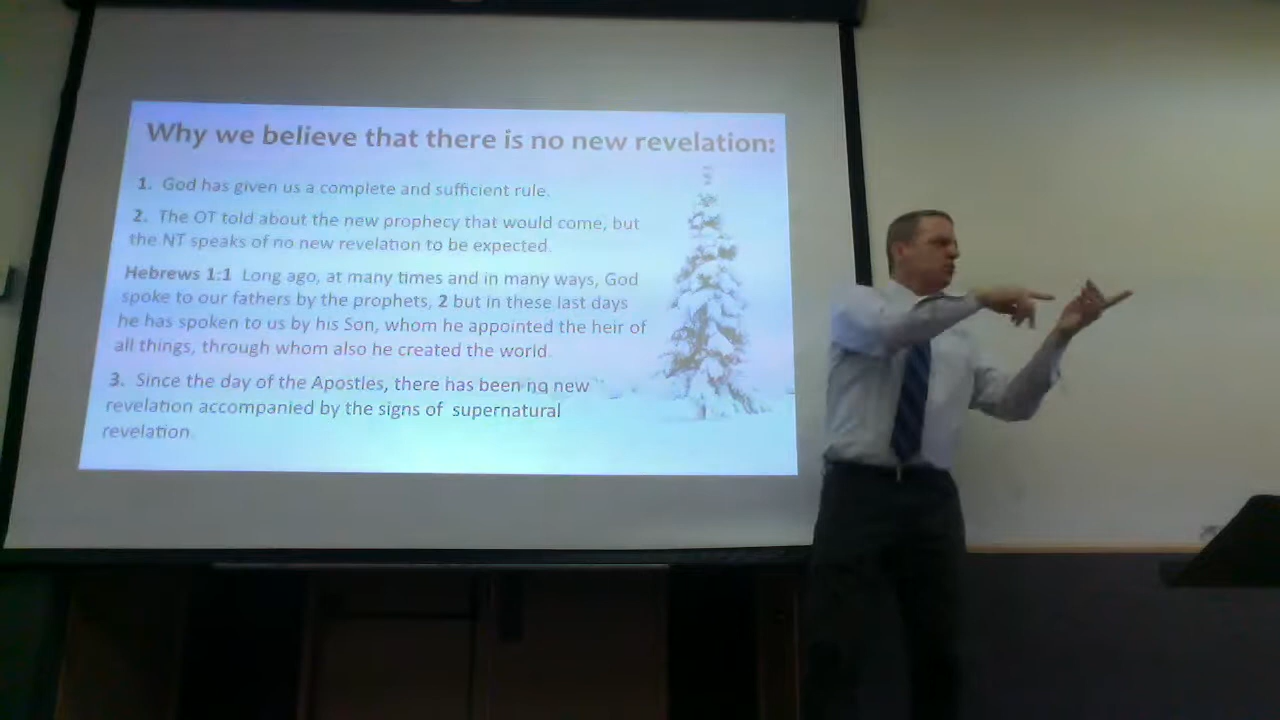 Why we believe that there is no new revelation:
1. God has given us a complete and sufficient rule.
2. The OT told about the new prophecy that would come, but
the NT speaks of no new revelation to be expected.
Hebrews 1:1 Long ago, at many times and in many ways, God
spoke to our fathers by the prophets, 2 but in these last days
he has spoken to us by his Son, whom he appointed the heir of
all things, through whom also he created the world.
3. Since the day of the Apostles, there has been no new
revelation accompanied by the signs of supernatural
revelation.